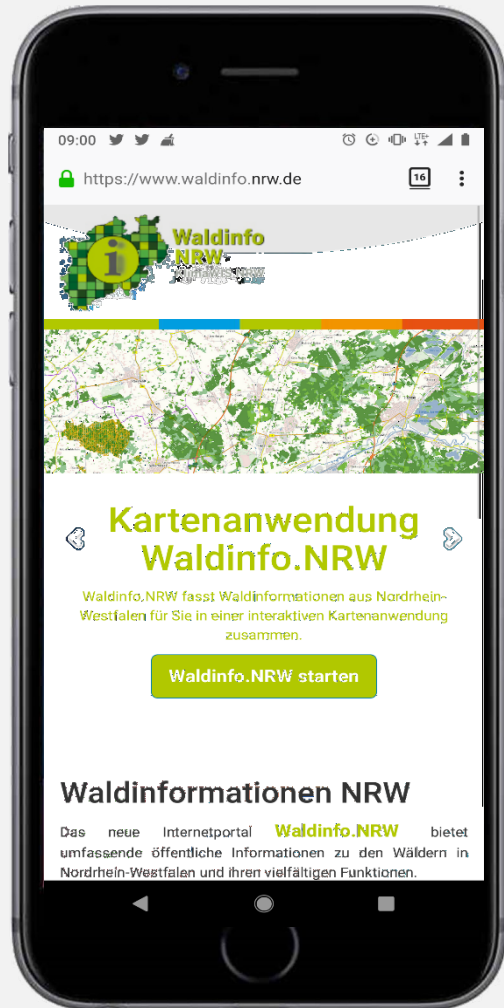 09:00
LTE+
https://www.waldinfo.nrw.de
16
i
Waldinfo
NRW
Kartenanwendung
Waldinfo.NRW
Waldinfo.NRW fasst Waldinformationen aus Nordrhein-
Westfalen für Sie in einer interaktiven Kartenanwendung
zusammen.
Waldinfo.NRW starten
Waldinformationen NRW
Das neue Internetportal Waldinfo.NRW bietet
umfassende öffentliche Informationen zu den Wäldern in
Nordrhein-Westfalen und ihren vielfältigen Funktionen.